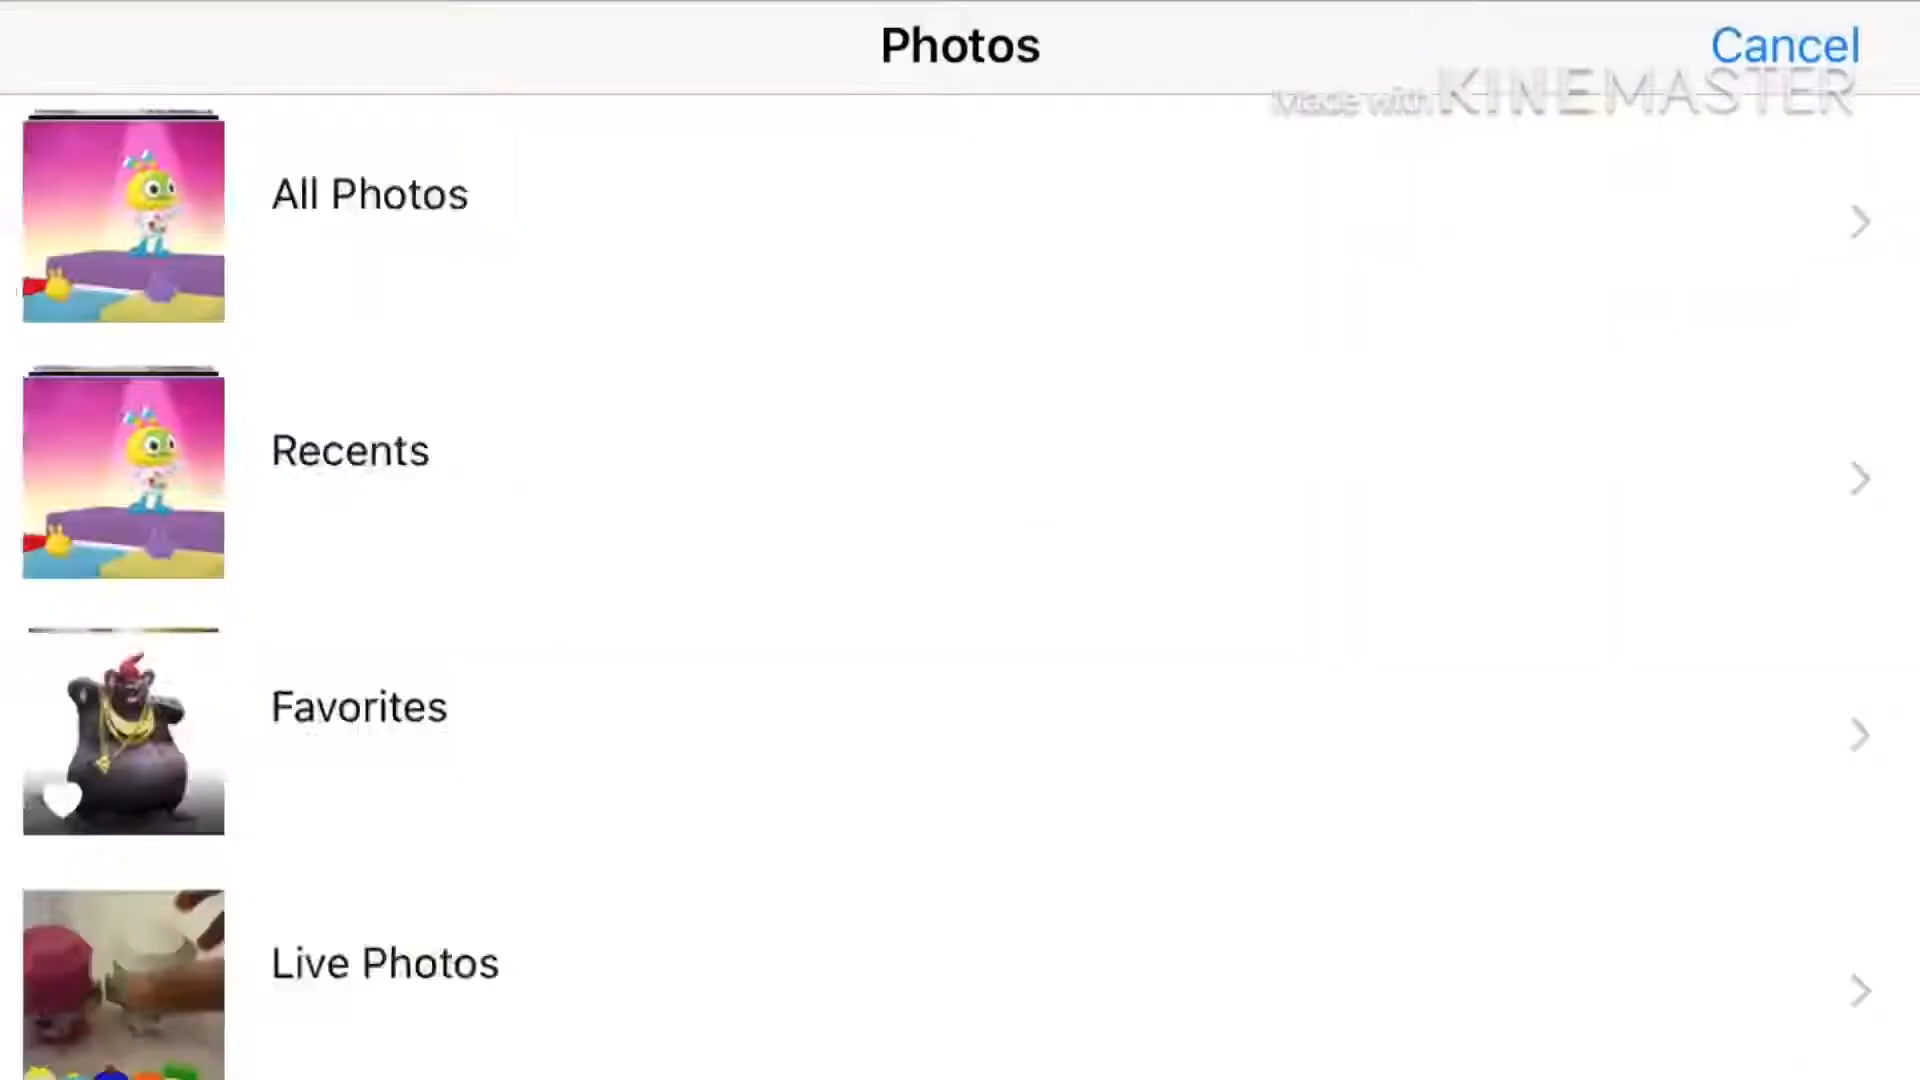 Photos
Cancel
Made with KINEMASTER
All Photos
Recents
Favorites
Live Photos